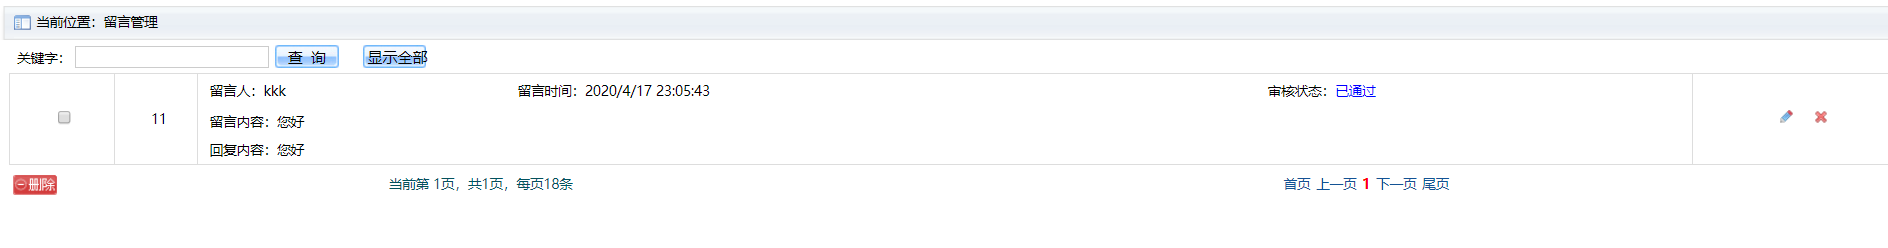 当前位置：留言管理
关键字： 查 询 显示全部
留言人：kkk 留言时间：2020/4/17 23:05:43 审核状态：已通过
11
留言内容：您好
回复内容：您好
删除 当前第 1页，共1页，每页18条 首页 上一页 1 下一页 尾页